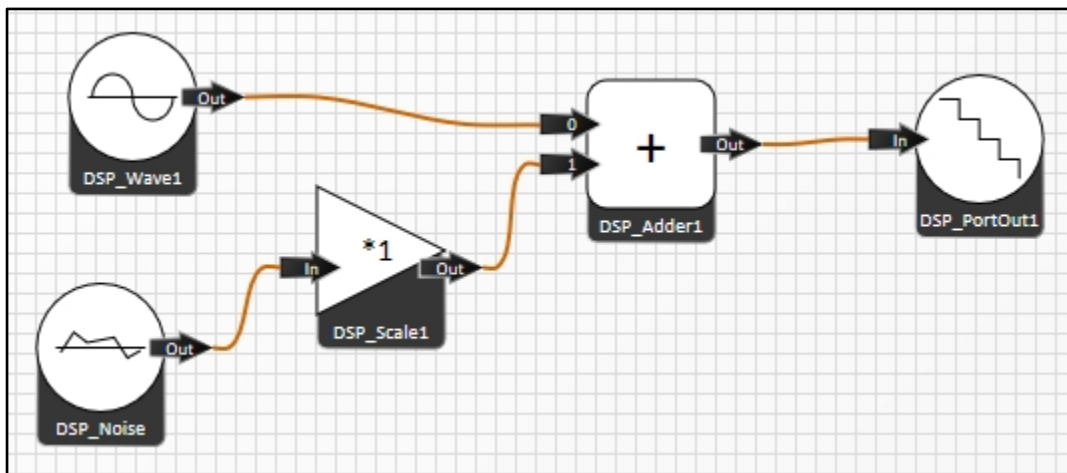 Out
DSP_Wave1
0
1
+
Out
DSP_Adder1
In
DSP_PortOut1
In
*1
Out
DSP_Scale1
Out
DSP_Noise